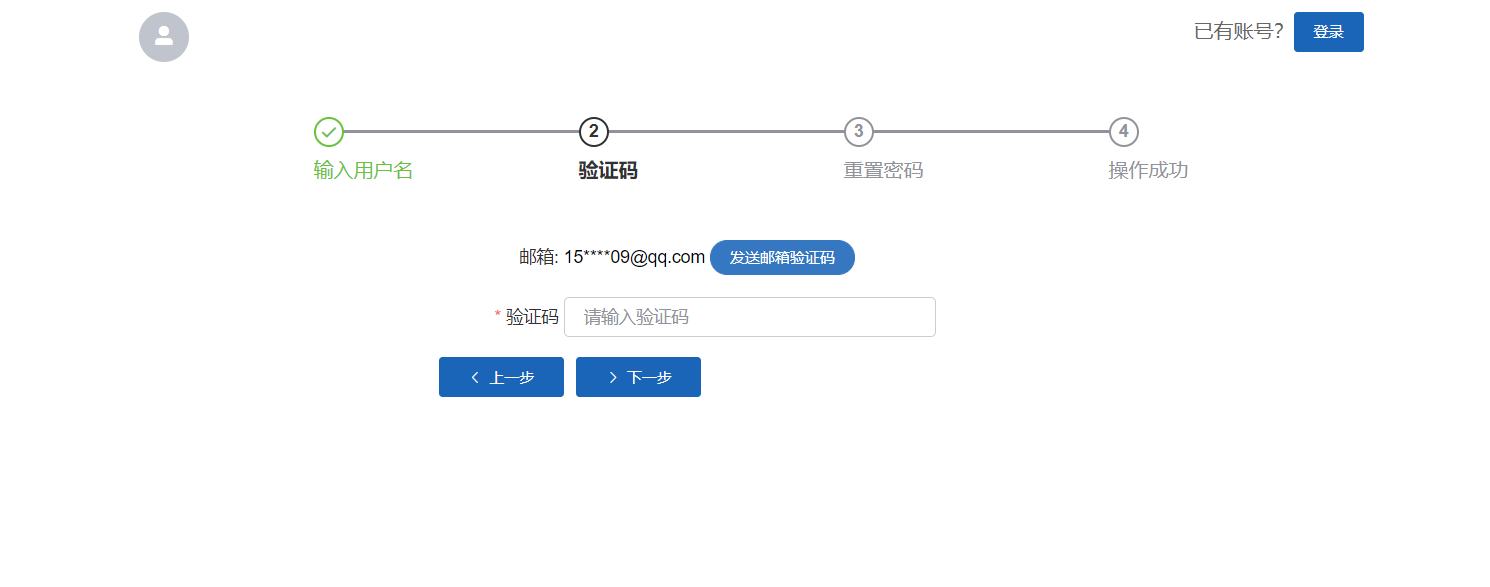 已有账号? 登录
2 3 4
输入用户名 验证码 重置密码 操作成功
邮箱: 15****09@qq.com 发送邮箱验证码
* 验证码 请输入验证码
上一步 下一步